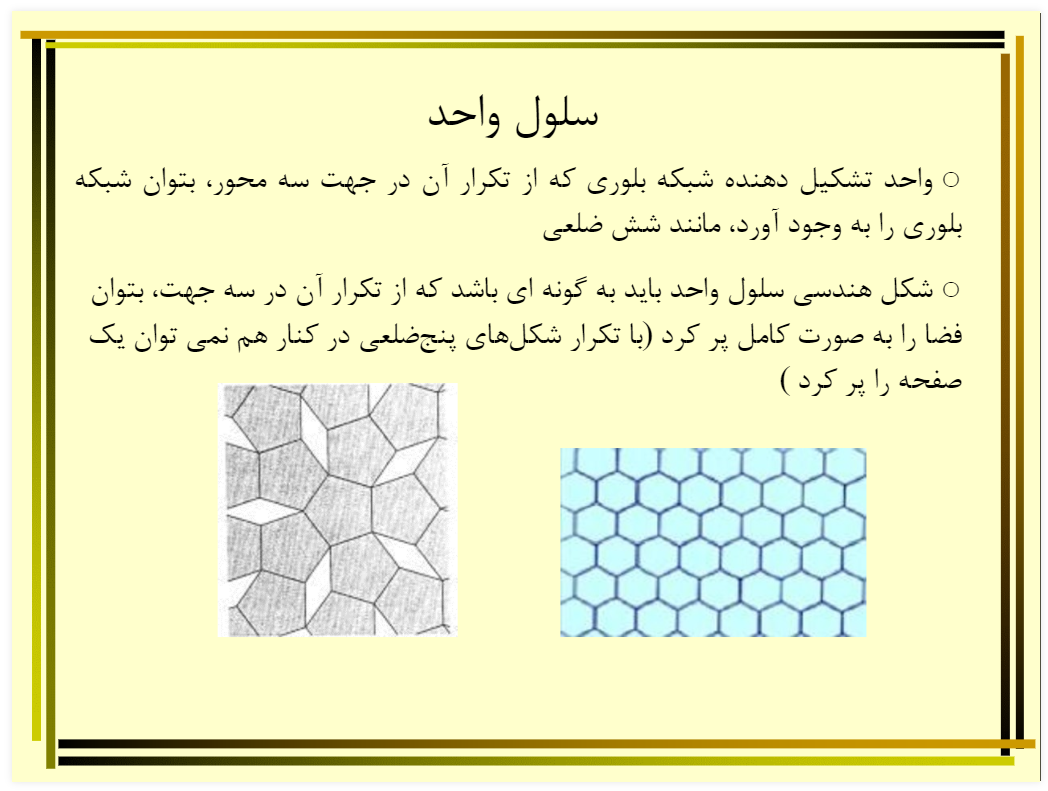 سلول واحد
○ واحد تشکیل دهنده شبکه بلوری که از تکرار آن در جهت سه محور، بتوان شبکه
بلوری را به وجود آورد، مانند شش ضلعی
○ شکل هندسی سلول واحد باید به گونه ای باشد که از تکرار آن در سه جهت، بتوان
فضا را به صورت کامل پر کرد (با تکرار شکل‌های پنج‌ضلعی در کنار هم نمی توان یک
صفحه را پر کرد )